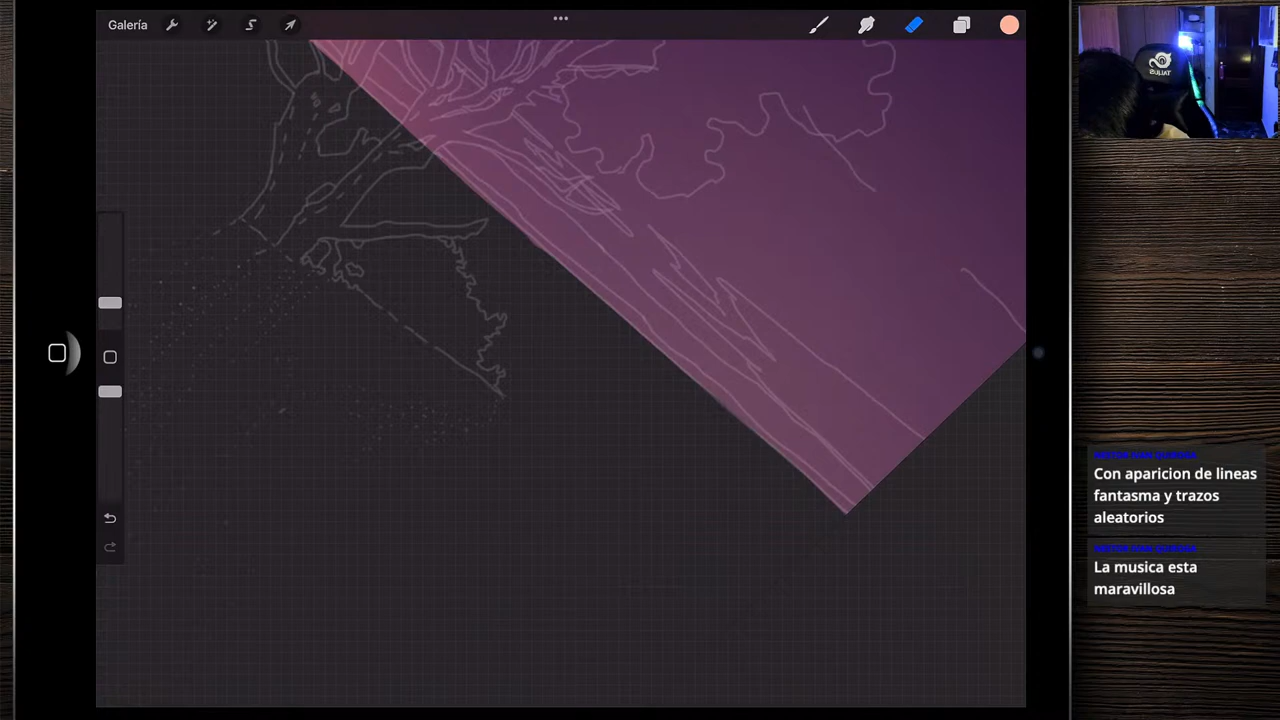 Galería
Con aparicion de lineas
fantasma y trazos
aleatorios
La musica esta
maravillosa